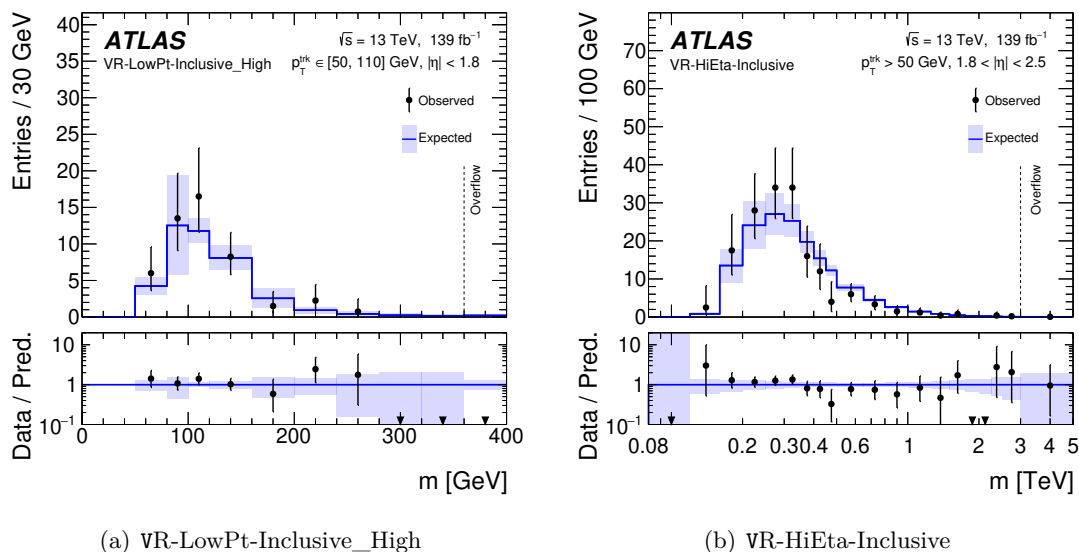 Entries / 30 GeV
40
35
30
25
20
15
10
5
0
ATLAS
√s = 13 TeV, 139 fb⁻¹
VR-LowPt-Inclusive_High
p_T^trk ∈ [50, 110] GeV, |η| < 1.8
Observed
Expected
Overflow
Data / Pred.
10
1
10⁻¹
0 100 200 300 400
m [GeV]
(a) VR-LowPt-Inclusive_High
Entries / 100 GeV
70
60
50
40
30
20
10
0
ATLAS
√s = 13 TeV, 139 fb⁻¹
VR-HiEta-Inclusive
p_T^trk > 50 GeV, 1.8 < |η| < 2.5
Observed
Expected
Overflow
Data / Pred.
10
1
10⁻¹
0.08 0.2 0.3 0.4 1 2 3 4 5
m [TeV]
(b) VR-HiEta-Inclusive